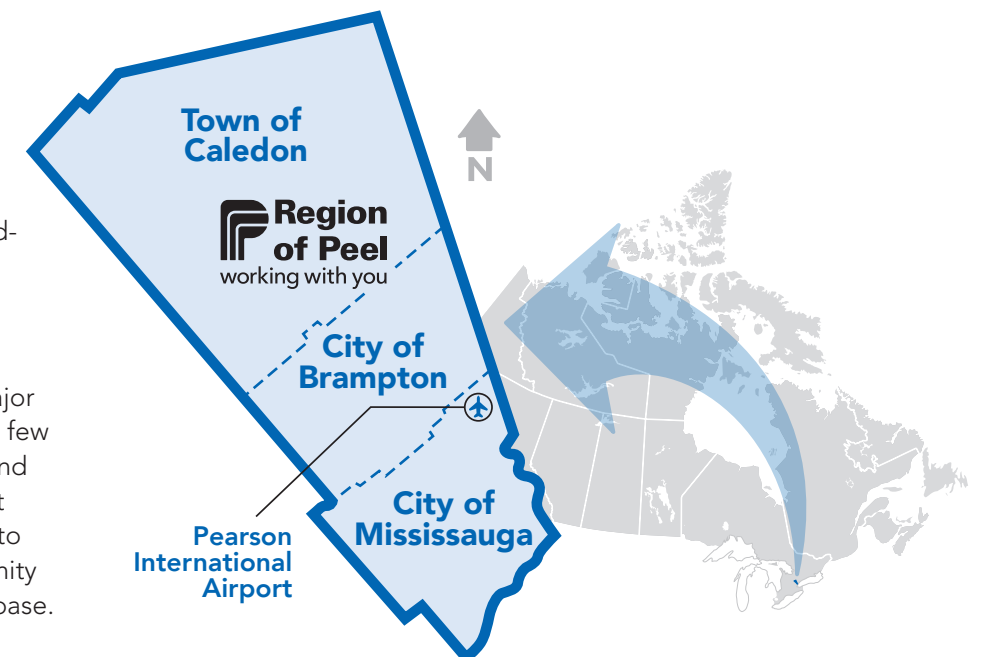 d-
jor
few
nd
t
to
nity
base.
Town of
Caledon
Region
of Peel
working with you
City of
Brampton
City of
Mississauga
Pearson
International
Airport
N